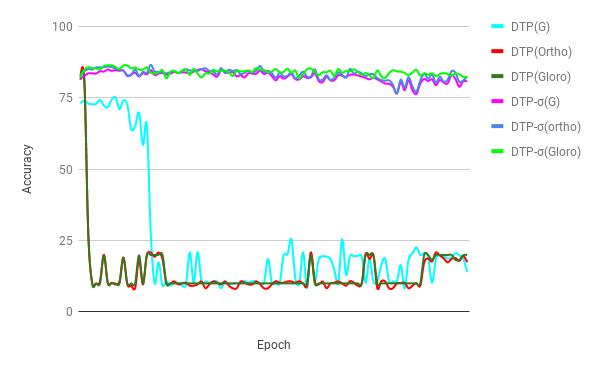 100
75
50
25
0
Accuracy
Epoch
DTP(G)
DTP(Ortho)
DTP(Gloro)
DTP-σ(G)
DTP-σ(ortho)
DTP-σ(Gloro)